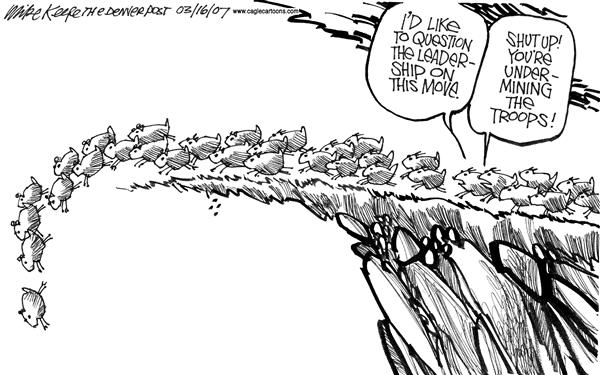 Mike Keefe THE DENVER POST 03/16/07 www.caglecartoons.com
I'D LIKE
TO QUESTION
THE LEADER-
SHIP ON
THIS MOVE.
SHUT UP!
YOU'RE
UNDER-
MINING
THE
TROOPS!